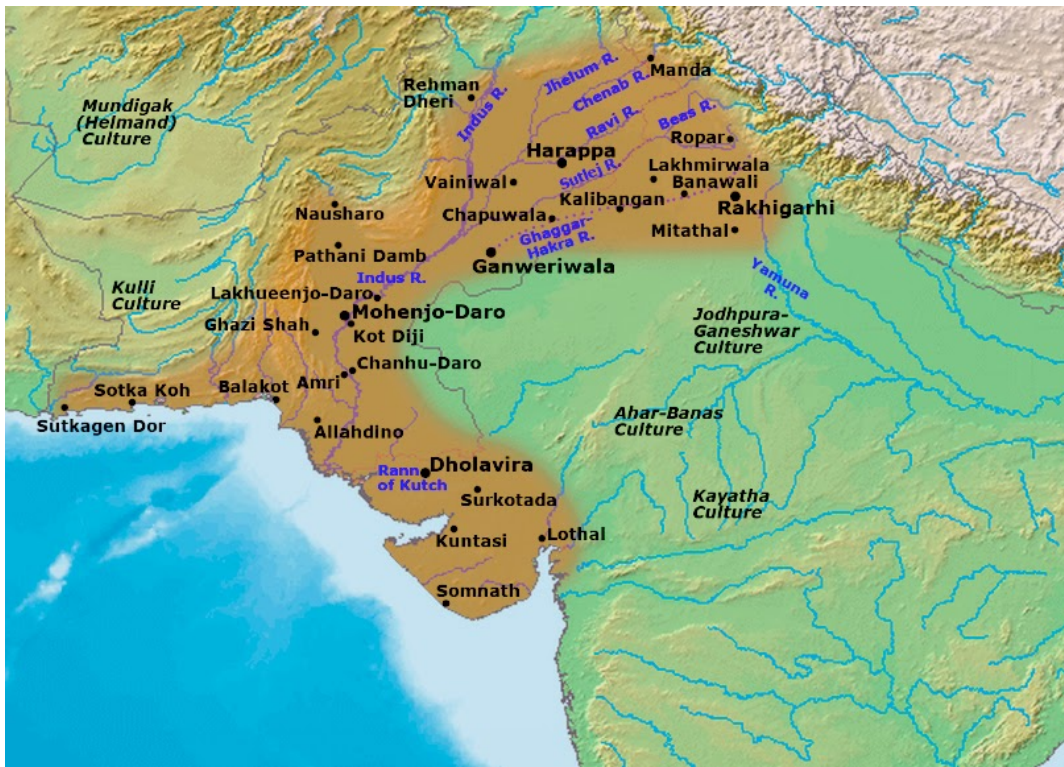 Manda
Jhelum R.
Rehman
Dheri
Indus R.
Chenab R.
Mundigak
(Helmand)
Culture
Ravi R.
Beas R.
Ropar
Harappa
Lakhmirwala
Sutlej R.
Vainiwal
Banawali
Kalibangan
Rakhigarhi
Nausharo
Chapuwala
Mitathal
Ghaggar-
Hakra R.
Pathani Damb
Ganweriwala
Indus R.
Yamuna
R.
Kulli
Culture
Lakhueenjo-Daro
Mohenjo-Daro
Jodhpura-
Ganeshwar
Culture
Ghazi Shah
Kot Diji
Chanhu-Daro
Sotka Koh
Balakot
Amri
Sutkagen Dor
Allahdino
Ahar-Banas
Culture
Dholavira
Rann
of Kutch
Surkotada
Kayatha
Culture
Kuntasi
Lothal
Somnath